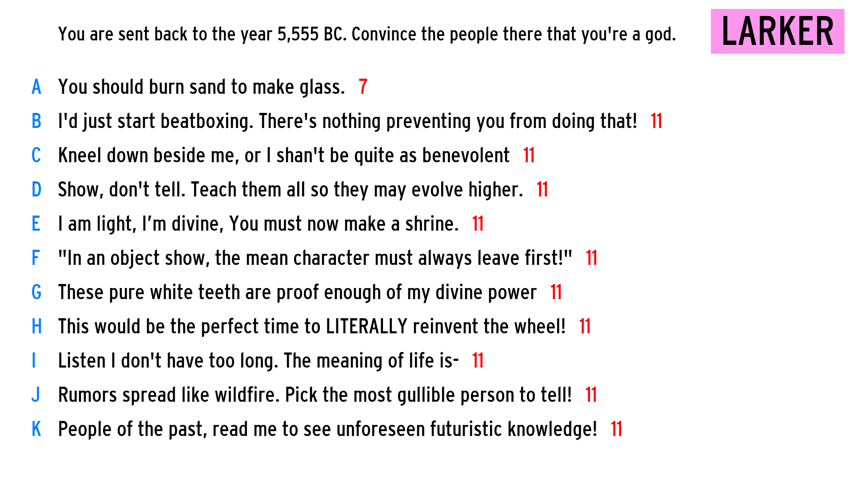 You are sent back to the year 5,555 BC. Convince the people there that you're a god.
LARKER
A You should burn sand to make glass. 7
B I'd just start beatboxing. There's nothing preventing you from doing that! 11
C Kneel down beside me, or I shan't be quite as benevolent 11
D Show, don't tell. Teach them all so they may evolve higher. 11
E I am light, I’m divine, You must now make a shrine. 11
F "In an object show, the mean character must always leave first!" 11
G These pure white teeth are proof enough of my divine power 11
H This would be the perfect time to LITERALLY reinvent the wheel! 11
I Listen I don't have too long. The meaning of life is- 11
J Rumors spread like wildfire. Pick the most gullible person to tell! 11
K People of the past, read me to see unforeseen futuristic knowledge! 11